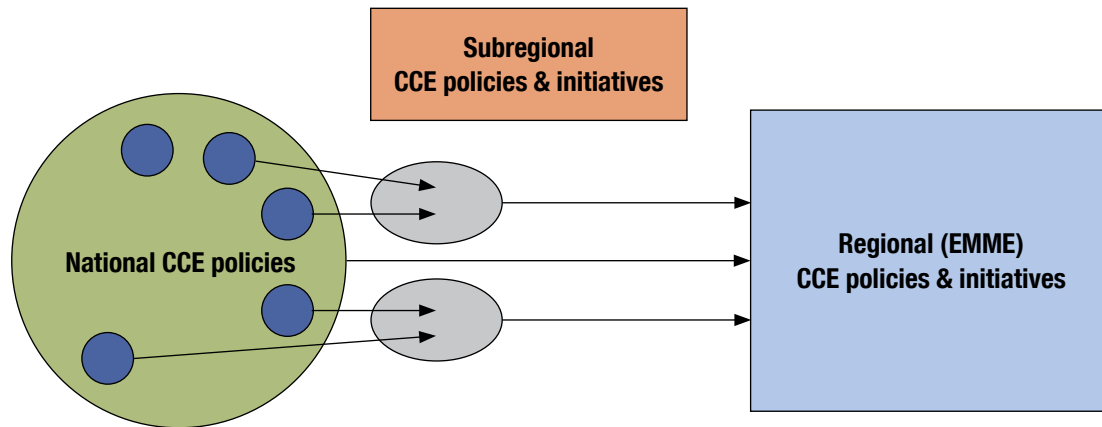 Subregional
CCE policies & initiatives
National CCE policies
Regional (EMME)
CCE policies & initiatives